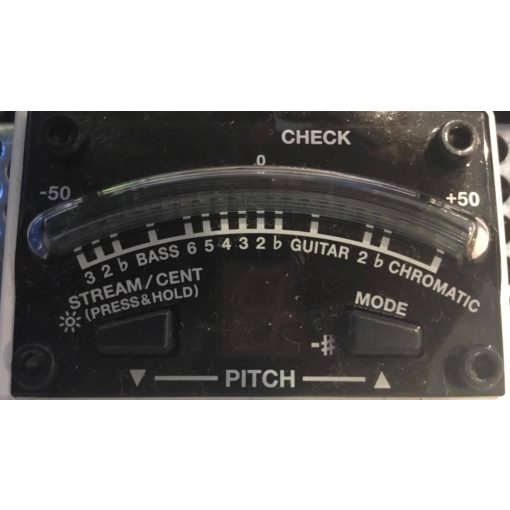 CHECK
0
-50 +50
3 2 ♭ BASS 6 5 4 3 2 ♭ GUITAR 2 ♭ CHROMATIC
STREAM/CENT
(PRESS&HOLD)
MODE
-#
▼ PITCH ▲